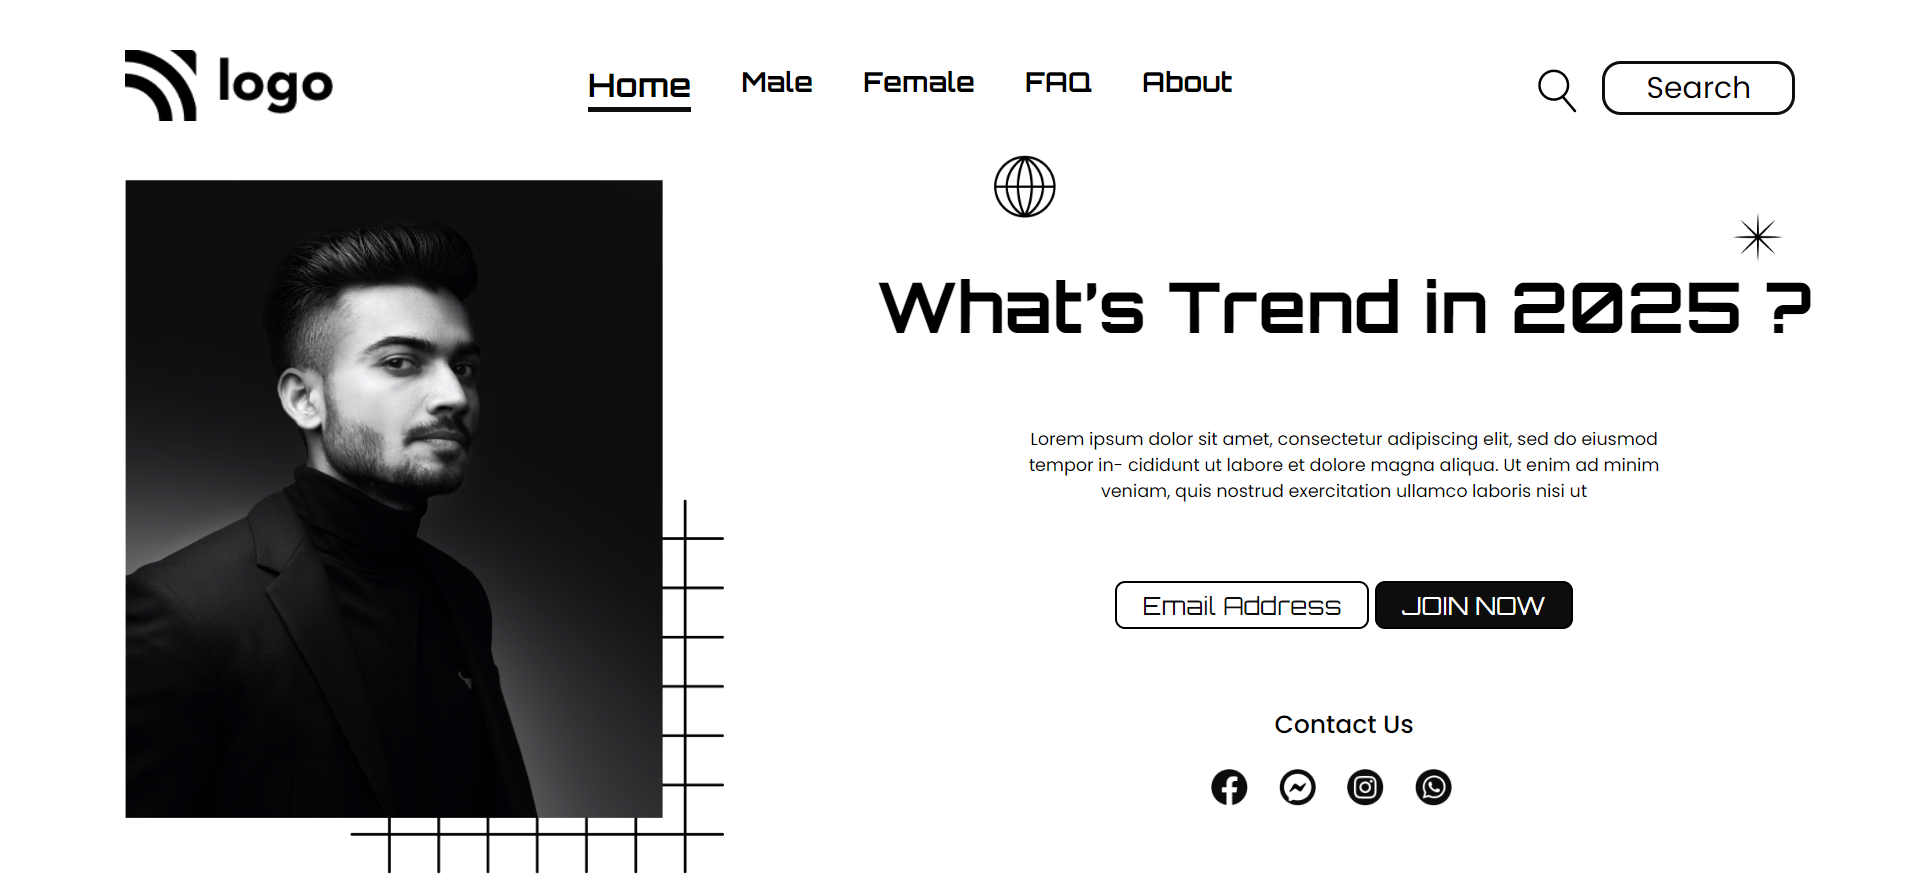 logo
Home Male Female FAQ About
Search
What's Trend in 2025 ?
Lorem ipsum dolor sit amet, consectetur adipiscing elit, sed do eiusmod
tempor in- cididunt ut labore et dolore magna aliqua. Ut enim ad minim
veniam, quis nostrud exercitation ullamco laboris nisi ut
Email Address JOIN NOW
Contact Us